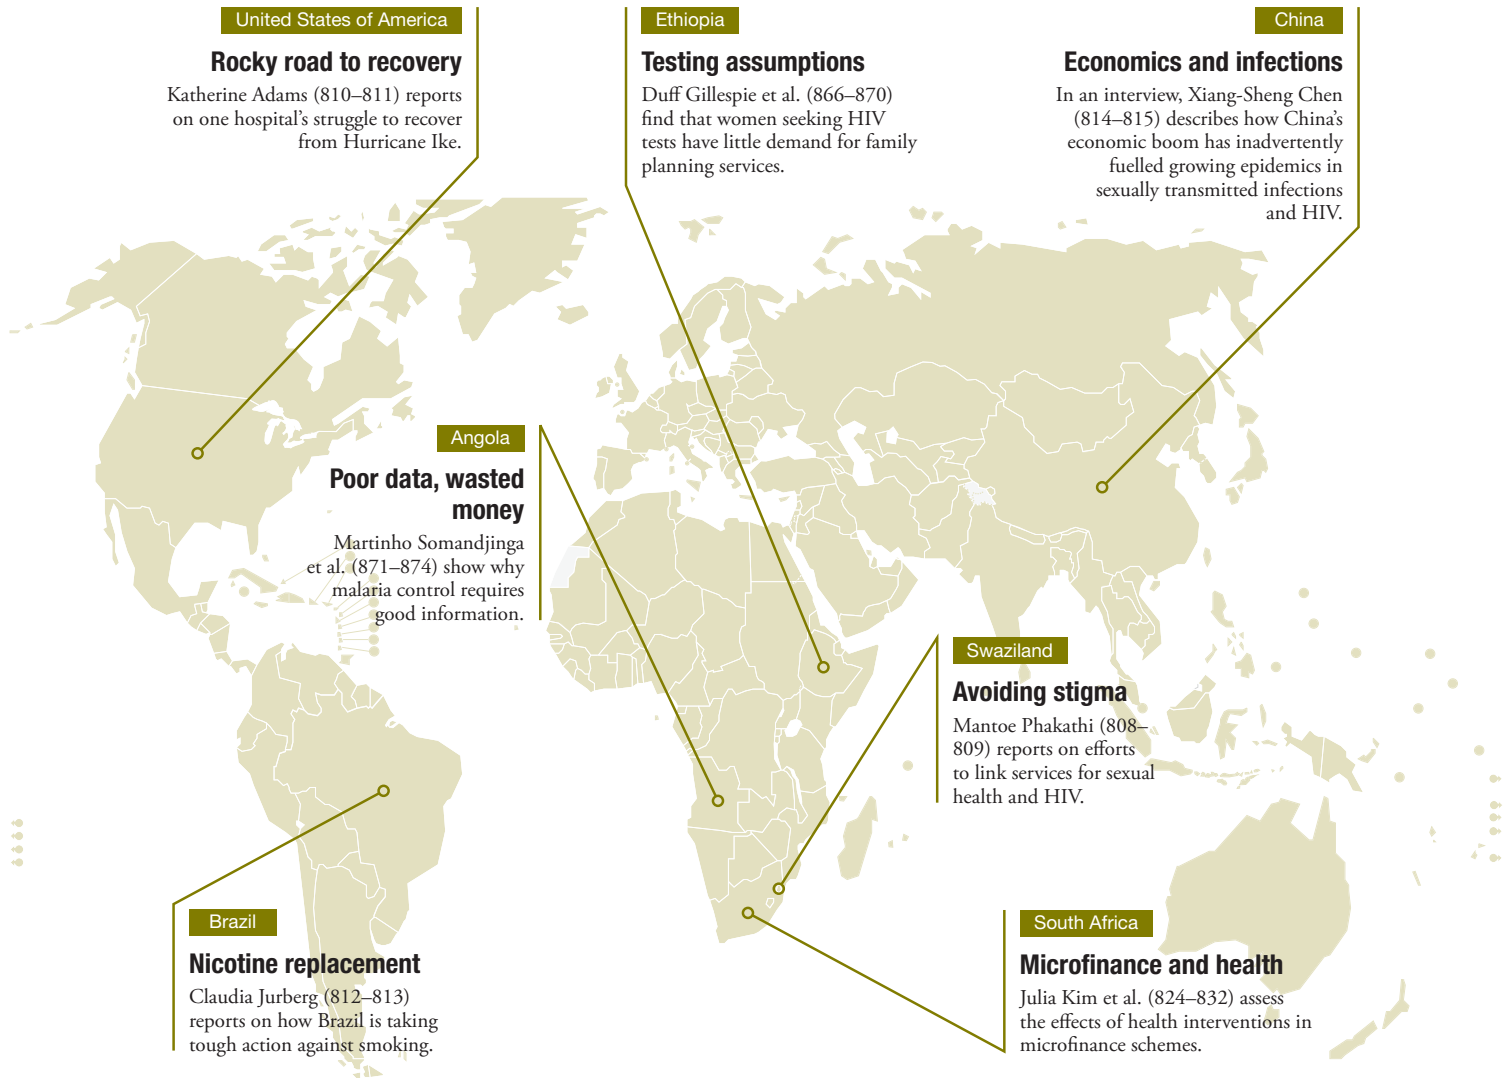 United States of America
Rocky road to recovery
Katherine Adams (810–811) reports
on one hospital’s struggle to recover
from Hurricane Ike.
Ethiopia
Testing assumptions
Duff Gillespie et al. (866–870)
find that women seeking HIV
tests have little demand for family
planning services.
China
Economics and infections
In an interview, Xiang-Sheng Chen
(814–815) describes how China’s
economic boom has inadvertently
fuelled growing epidemics in
sexually transmitted infections
and HIV.
Angola
Poor data, wasted
money
Martinho Somandjinga
et al. (871–874) show why
malaria control requires
good information.
Swaziland
Avoiding stigma
Mantoe Phakathi (808–
809) reports on efforts
to link services for sexual
health and HIV.
Brazil
Nicotine replacement
Claudia Jurberg (812–813)
reports on how Brazil is taking
tough action against smoking.
South Africa
Microfinance and health
Julia Kim et al. (824–832) assess
the effects of health interventions in
microfinance schemes.